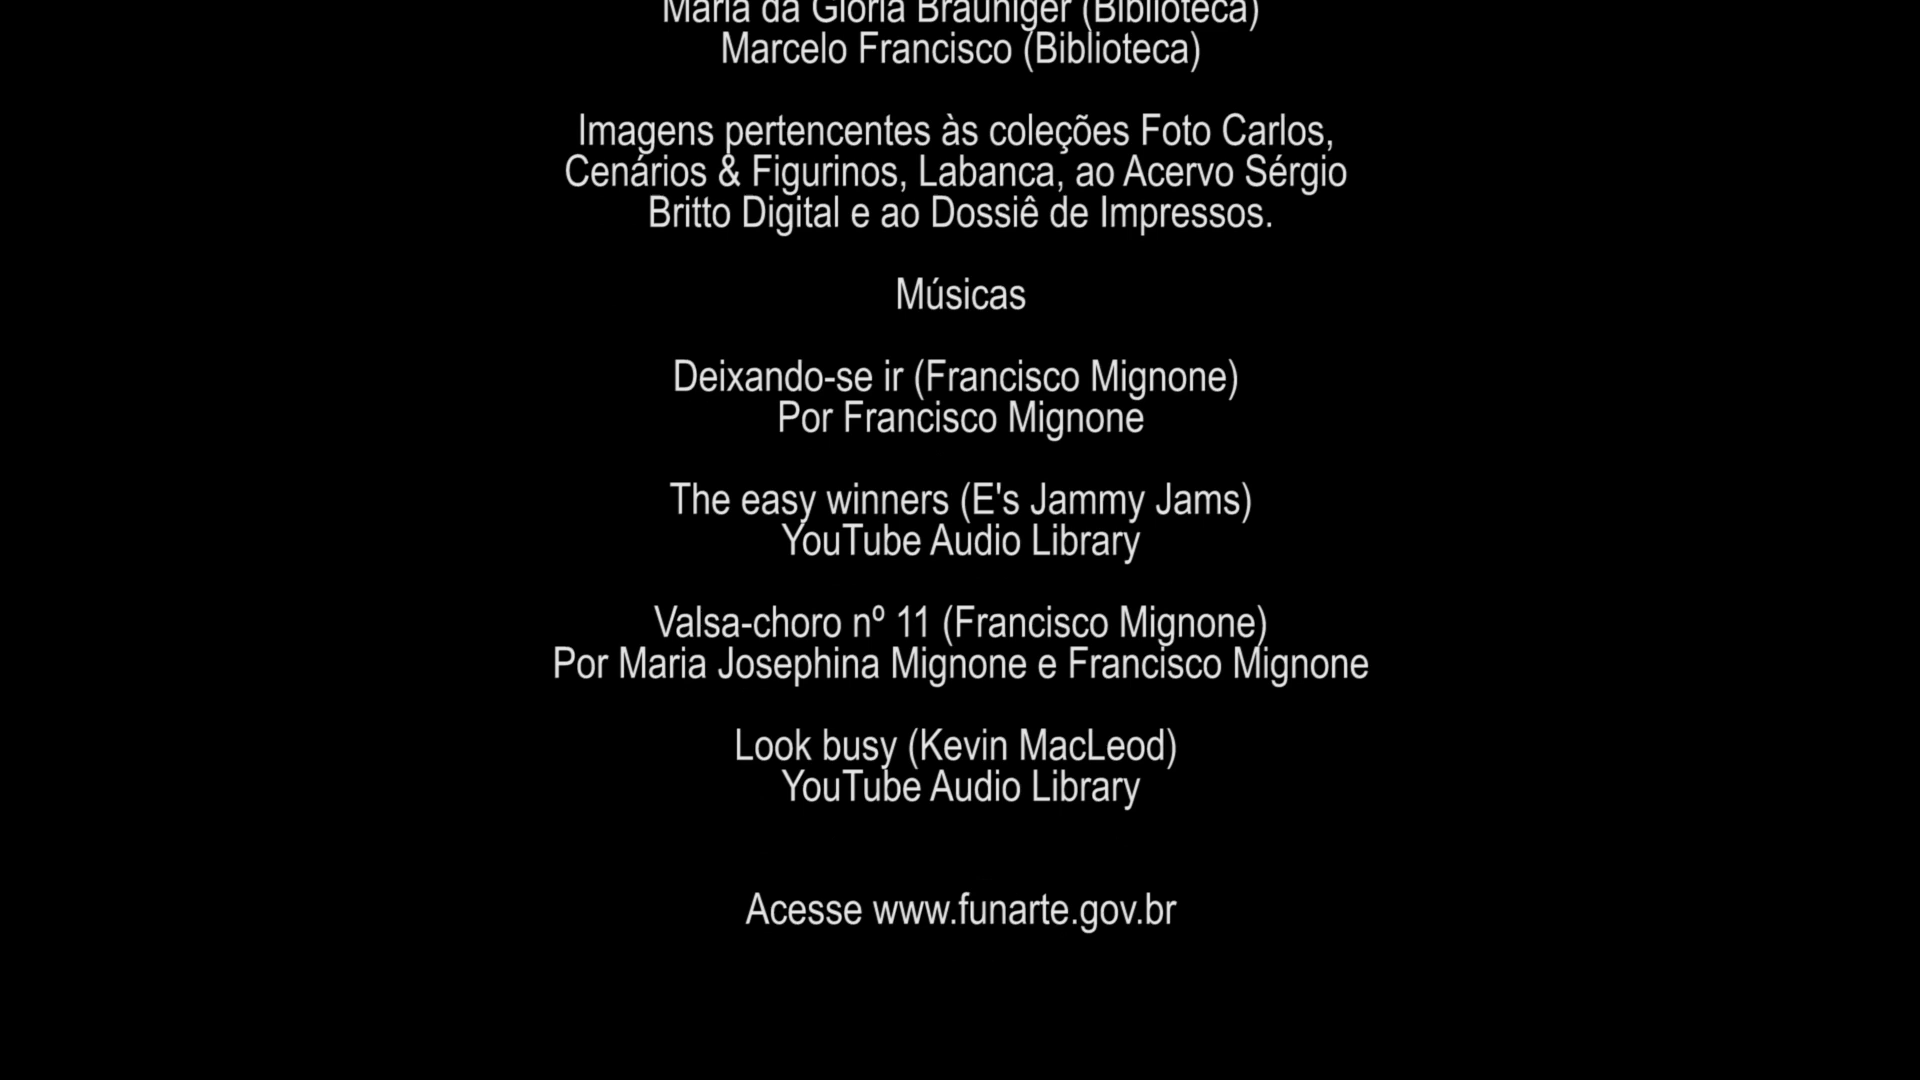 Maria da Glória Brauniger (Biblioteca)
Marcelo Francisco (Biblioteca)
Imagens pertencentes às coleções Foto Carlos,
Cenários & Figurinos, Labanca, ao Acervo Sérgio
Britto Digital e ao Dossiê de Impressos.
Músicas
Deixando-se ir (Francisco Mignone)
Por Francisco Mignone
The easy winners (E's Jammy Jams)
YouTube Audio Library
Valsa-choro nº 11 (Francisco Mignone)
Por Maria Josephina Mignone e Francisco Mignone
Look busy (Kevin MacLeod)
YouTube Audio Library
Acesse www.funarte.gov.br